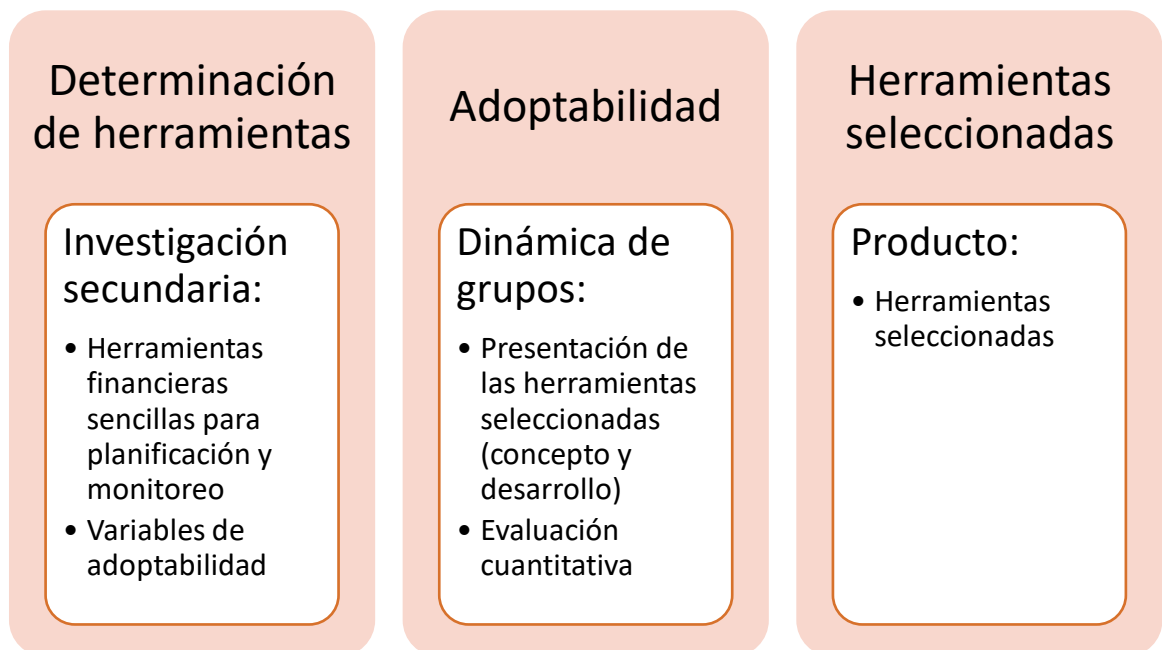 Determinación
de herramientas
Investigación
secundaria:
• Herramientas
financieras
sencillas para
planificación y
monitoreo
• Variables de
adoptabilidad
Adoptabilidad
Dinámica de
grupos:
• Presentación de
las herramientas
seleccionadas
(concepto y
desarrollo)
• Evaluación
cuantitativa
Herramientas
seleccionadas
Producto:
• Herramientas
seleccionadas